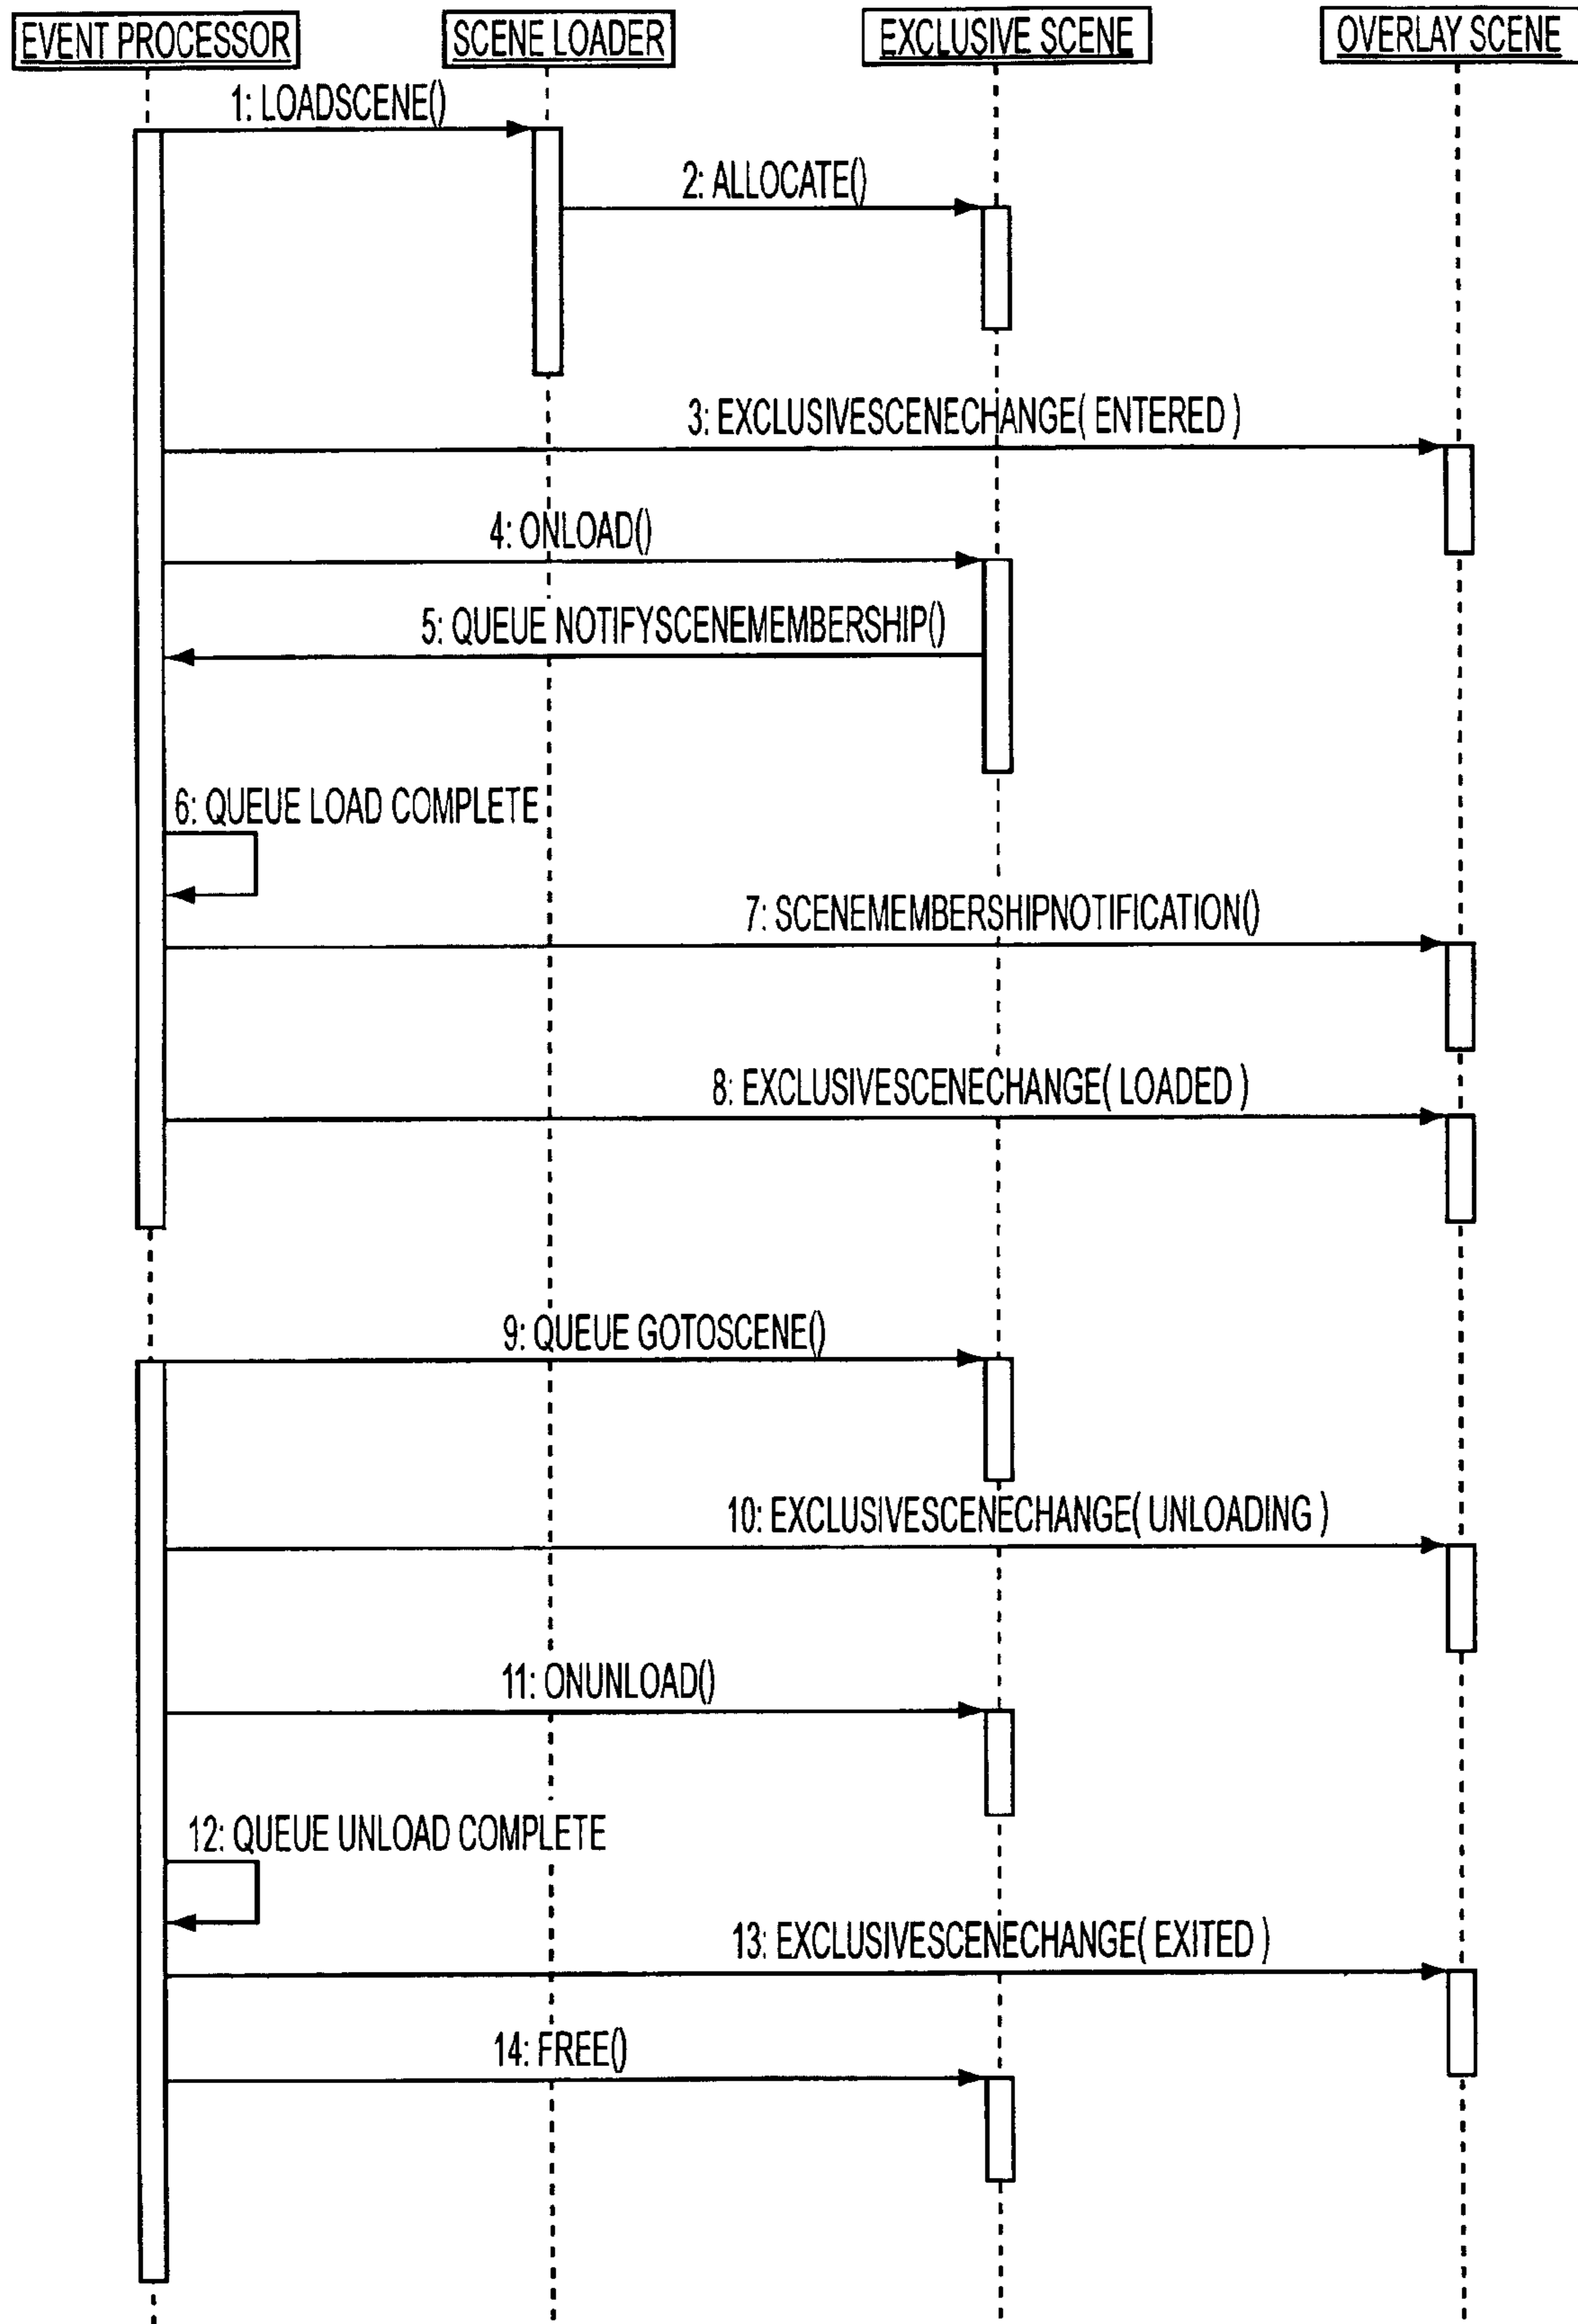 EVENT PROCESSOR
SCENE LOADER
EXCLUSIVE SCENE
OVERLAY SCENE
1: LOADSCENE()
2: ALLOCATE()
3: EXCLUSIVESCENECHANGE( ENTERED )
4: ONLOAD()
5: QUEUE NOTIFYSCENEMEMBERSHIP()
6: QUEUE LOAD COMPLETE
7: SCENEMEMBERSHIPNOTIFICATION()
8: EXCLUSIVESCENECHANGE( LOADED )
9: QUEUE GOTOSCENE()
10: EXCLUSIVESCENECHANGE( UNLOADING )
11: ONUNLOAD()
12: QUEUE UNLOAD COMPLETE
13: EXCLUSIVESCENECHANGE( EXITED )
14: FREE()